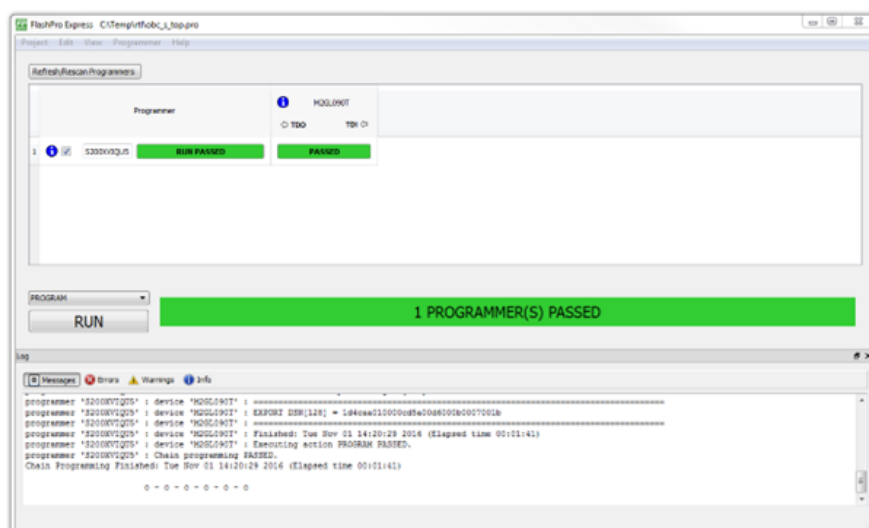 FlashPro Express C:\Temp\rtf\obc_s_top.pro
Project Edit View Programmer Help
Refresh/Rescan Programmers
Programmer
M2GL090T
TDO TDI
1 S200XVIQU5 RUN PASSED PASSED
PROGRAM
RUN
1 PROGRAMMER(S) PASSED
Log
Messages Errors Warnings Info
programmer 'S200XVIQU5' : device 'M2GL090T' : ==================================================================
programmer 'S200XVIQU5' : device 'M2GL090T' : EXPORT DSN[128] =
programmer 'S200XVIQU5' : device 'M2GL090T' : ==================================================================
programmer 'S200XVIQU5' : device 'M2GL090T' : Finished: Tue Nov 01 14:20:29 2016 (Elapsed time 00:01:41)
programmer 'S200XVIQU5' : device 'M2GL090T' : Executing action PROGRAM PASSED.
programmer 'S200XVIQU5' : Chain programming PASSED.
Chain Programming Finished: Tue Nov 01 14:20:29 2016 (Elapsed time 00:01:41)
o - o - o - o - o - o